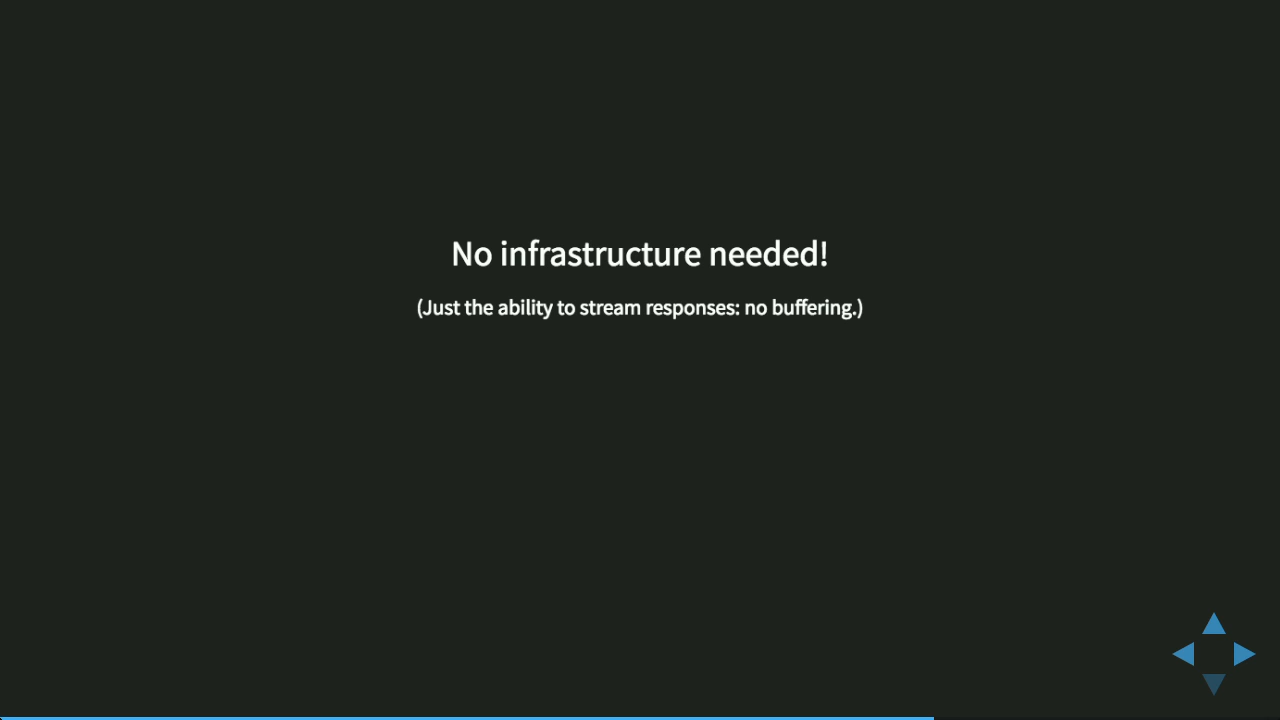 No infrastructure needed!
(Just the ability to stream responses: no buffering.)